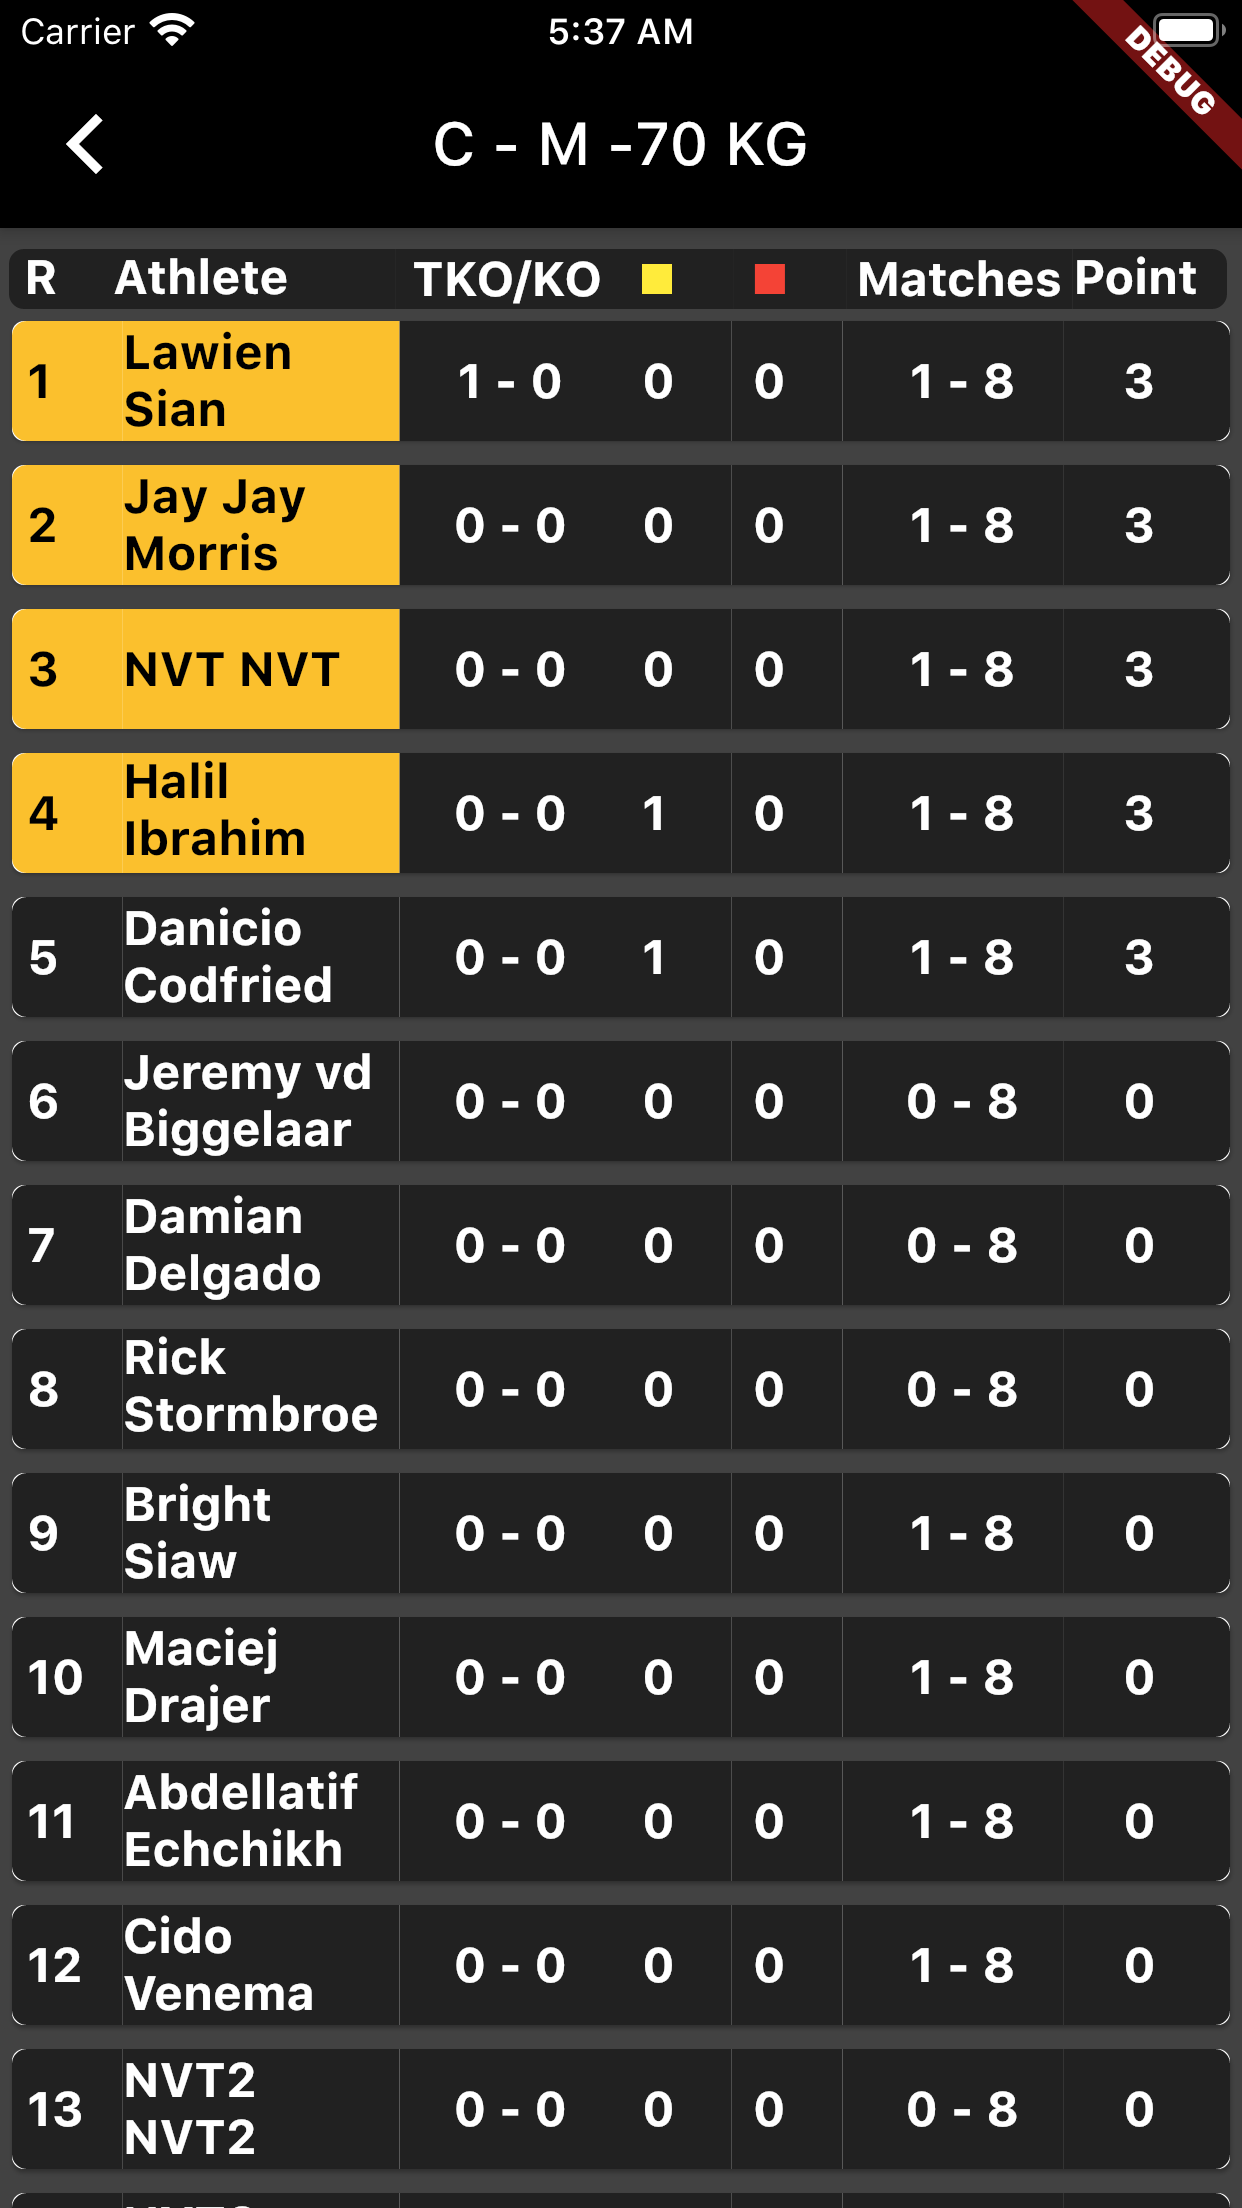 Carrier 5:37 AM
DEBUG
C - M -70 KG
R Athlete TKO/KO Matches Point
1 Lawien Sian 1 - 0 0 0 1 - 8 3
2 Jay Jay Morris 0 - 0 0 0 1 - 8 3
3 NVT NVT 0 - 0 0 0 1 - 8 3
4 Halil Ibrahim 0 - 0 1 0 1 - 8 3
5 Danicio Codfried 0 - 0 1 0 1 - 8 3
6 Jeremy vd Biggelaar 0 - 0 0 0 0 - 8 0
7 Damian Delgado 0 - 0 0 0 0 - 8 0
8 Rick Stormbroe 0 - 0 0 0 0 - 8 0
9 Bright Siaw 0 - 0 0 0 1 - 8 0
10 Maciej Drajer 0 - 0 0 0 1 - 8 0
11 Abdellatif Echchikh 0 - 0 0 0 1 - 8 0
12 Cido Venema 0 - 0 0 0 1 - 8 0
13 NVT2 NVT2 0 - 0 0 0 0 - 8 0